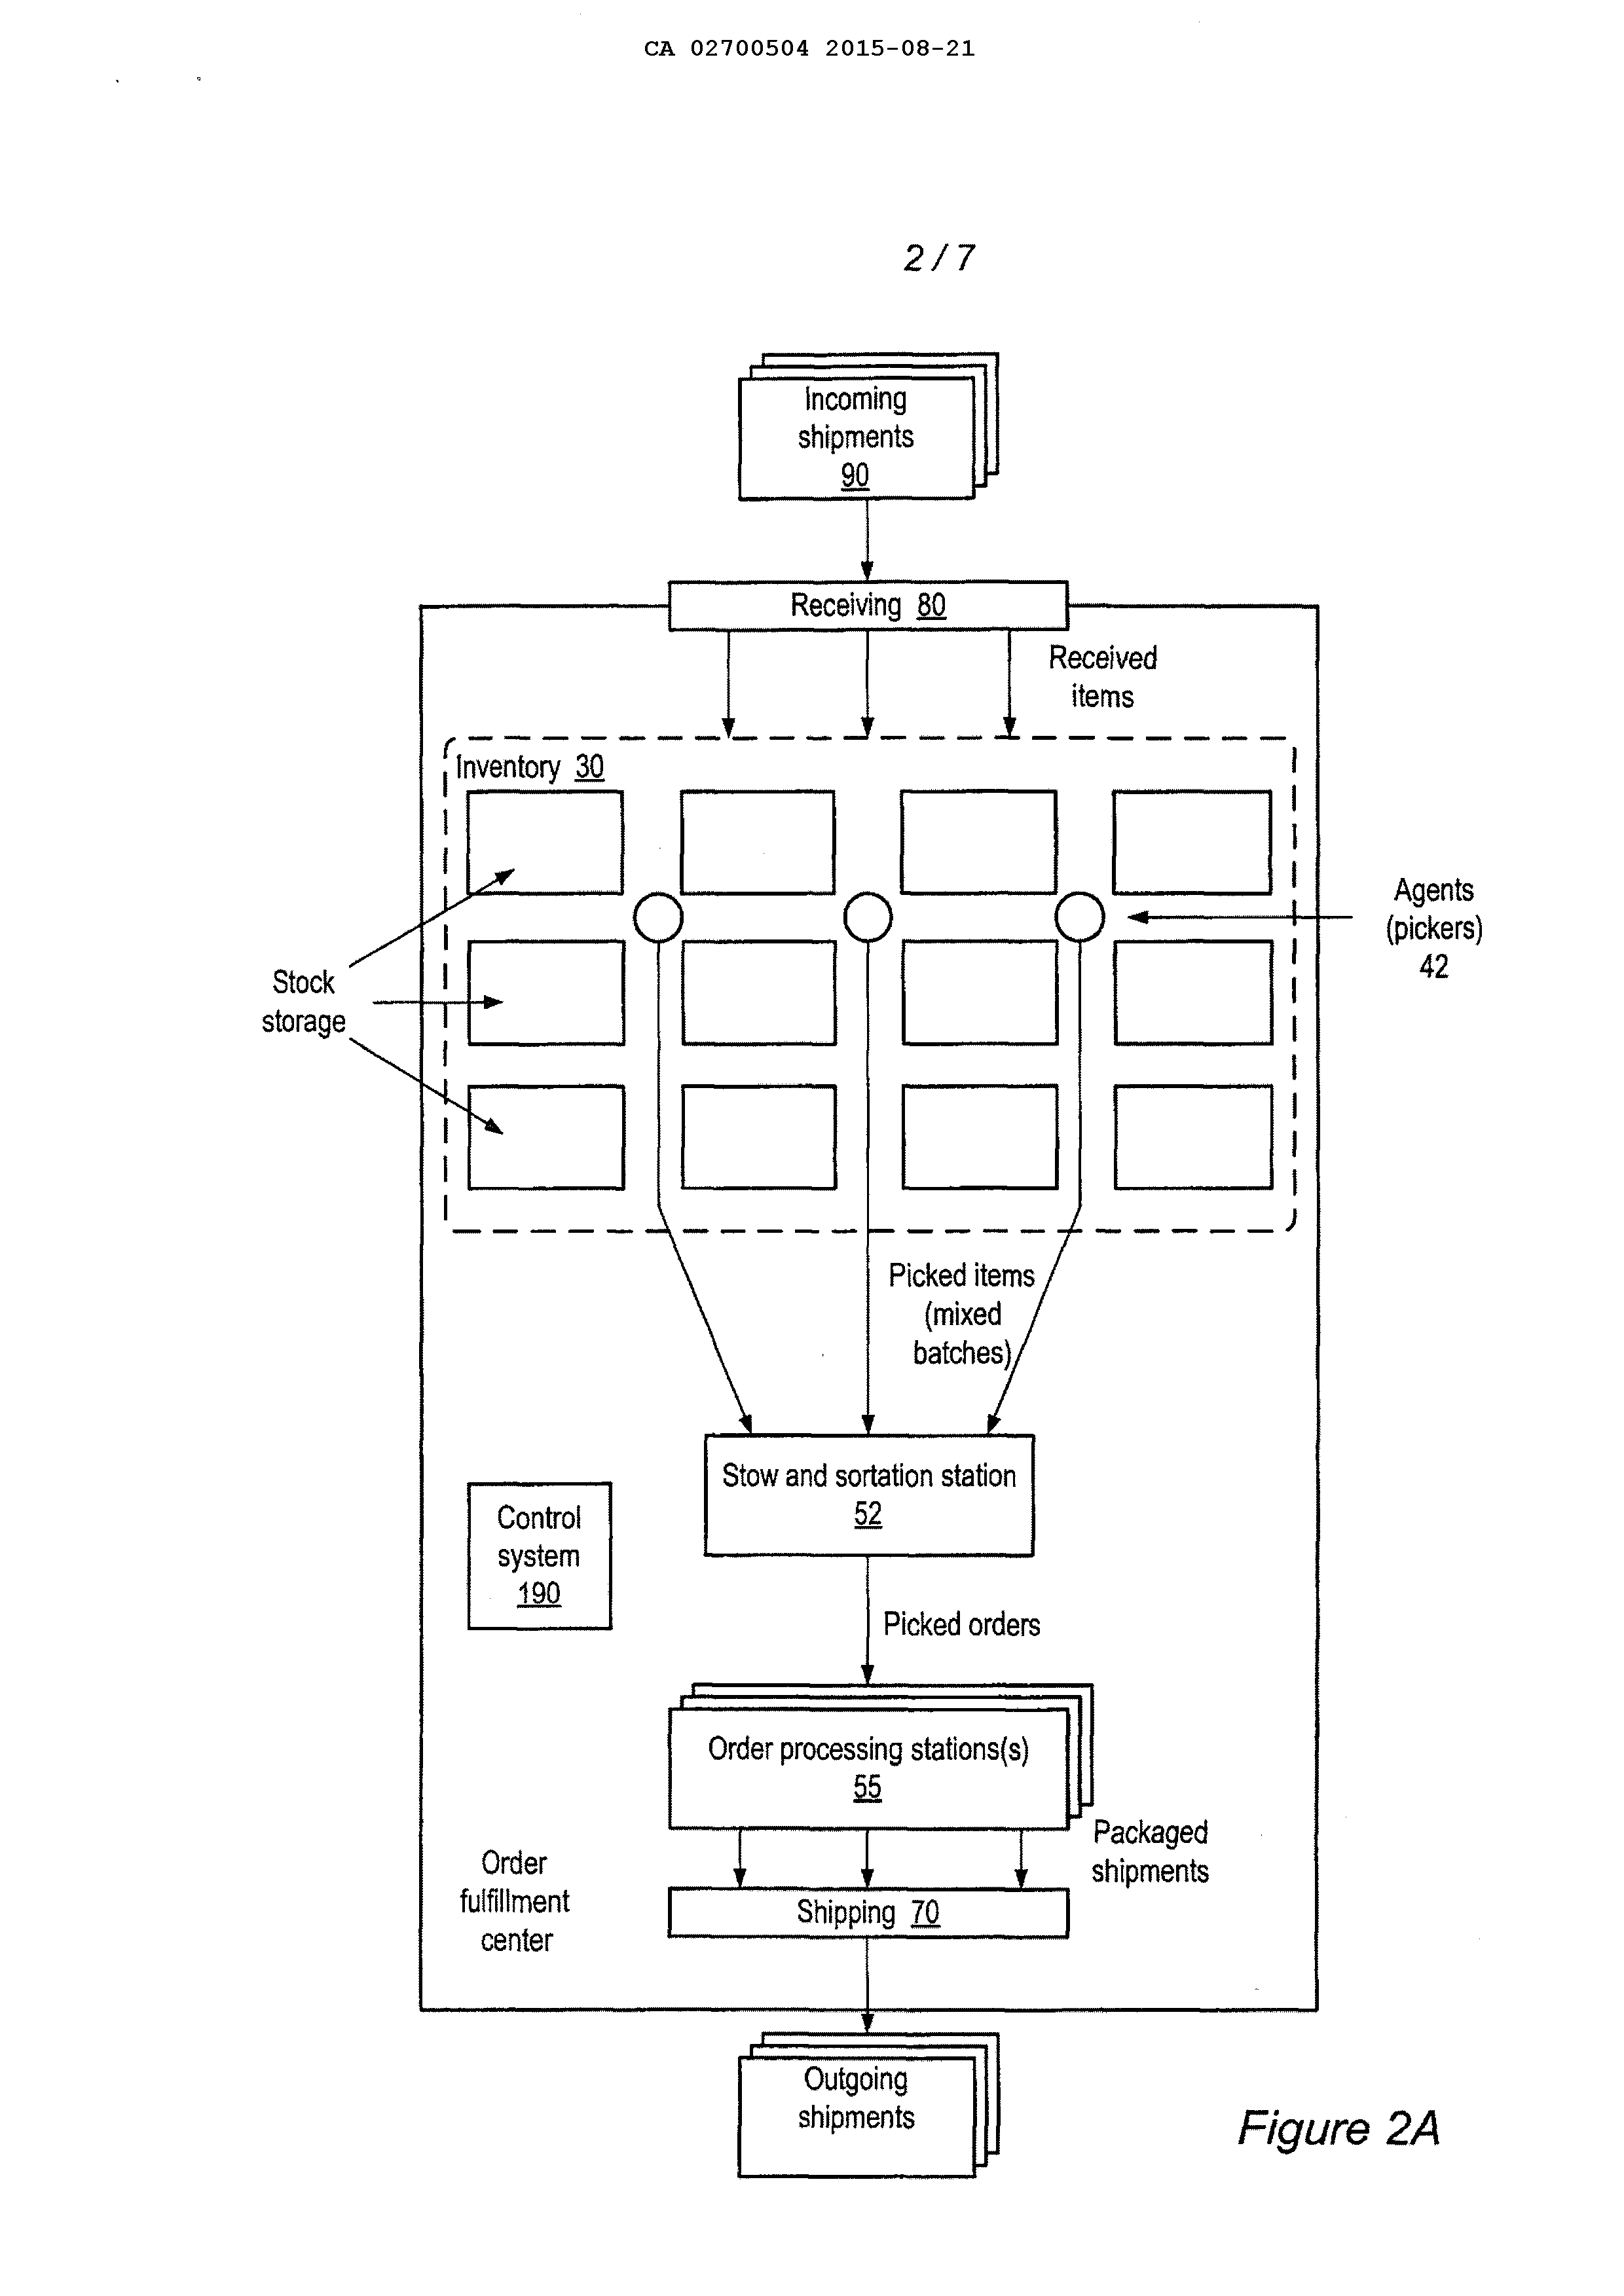 CA 02700504 2015-08-21
2 / 7
Incoming
shipments
90
Receiving 80
Received
items
Inventory 30
Agents
(pickers)
42
Stock
storage
Picked items
(mixed
batches)
Stow and sortation station
52
Control
system
190
Picked orders
Order processing stations(s)
55
Packaged
shipments
Order
fulfillment
center
Shipping 70
Outgoing
shipments
Figure 2A